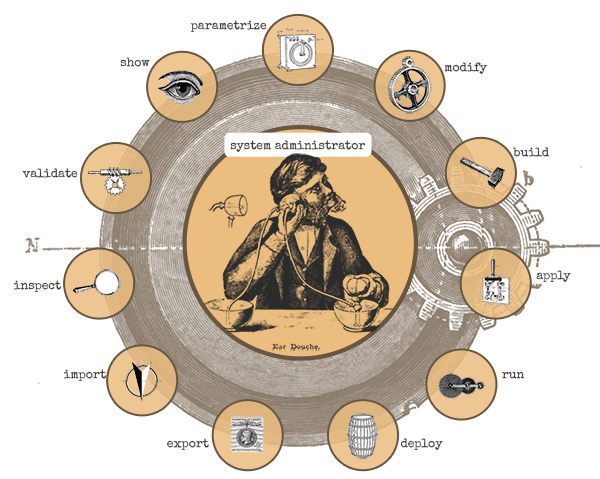 parametrize
show
modify
system administrator
build
b
validate
N
inspect
apply
Ear Douche.
import
run
export
deploy